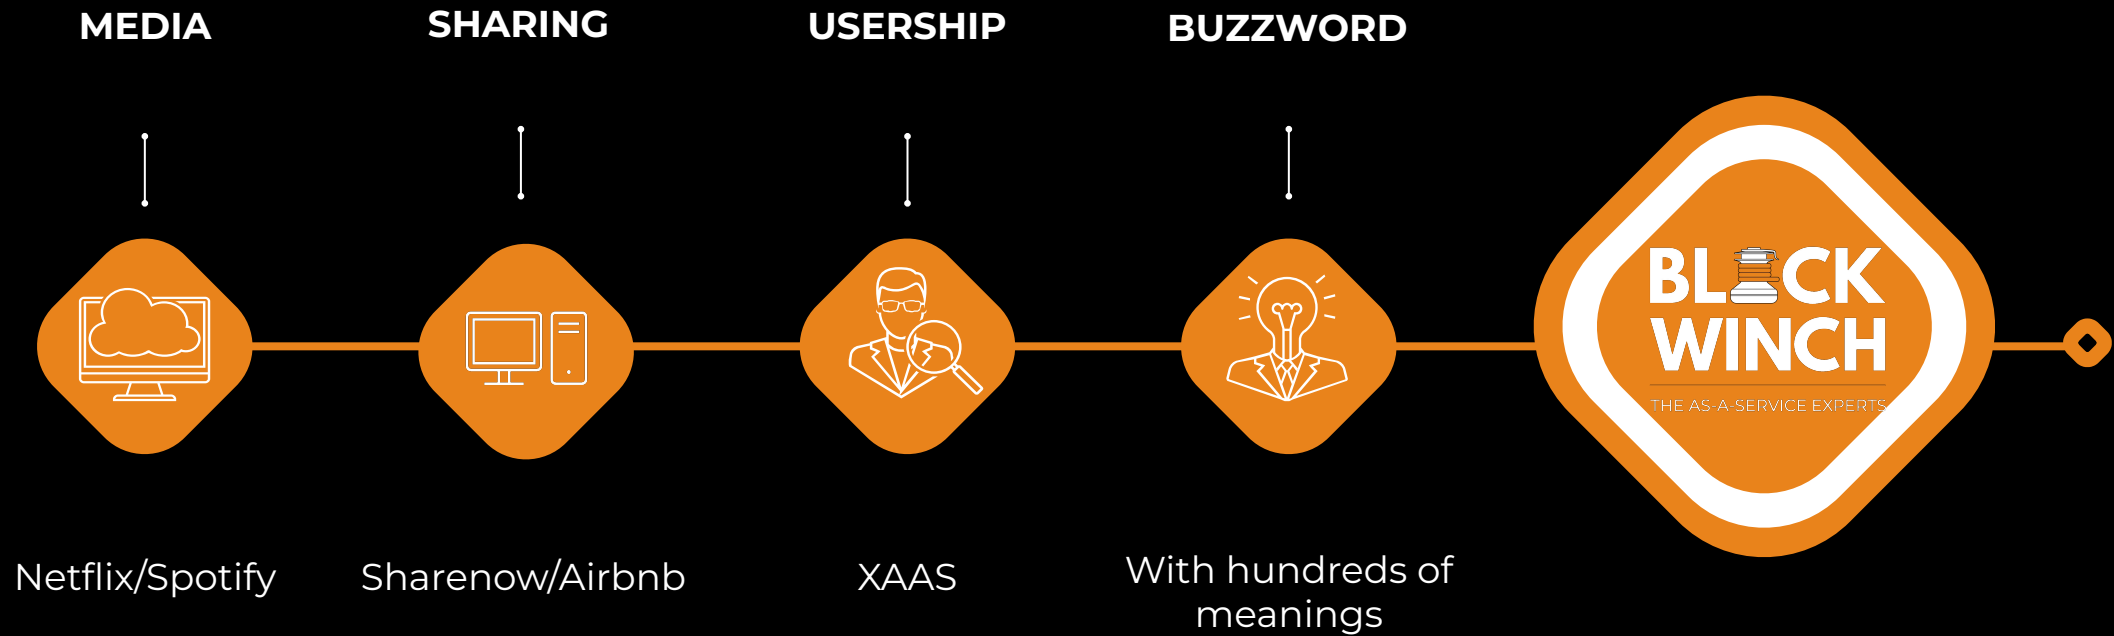 MEDIA
SHARING
USERSHIP
BUZZWORD
BLACK
WINCH
THE AS-A-SERVICE EXPERTS
Netflix/Spotify
Sharenow/Airbnb
XAAS
With hundreds of
meanings